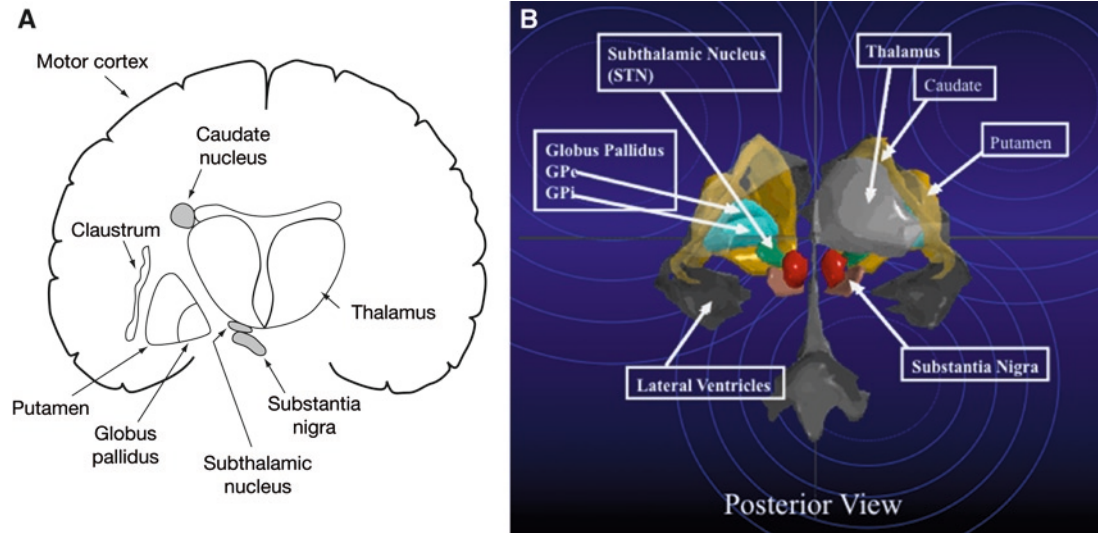 A
Motor cortex
Caudate
nucleus
Claustrum
Thalamus
Putamen
Globus
pallidus
Substantia
nigra
Subthalamic
nucleus
B
Subthalamic Nucleus
(STN)
Thalamus
Caudate
Globus Pallidus
GPe
GPi
Putamen
Lateral Ventricles
Substantia Nigra
Posterior View